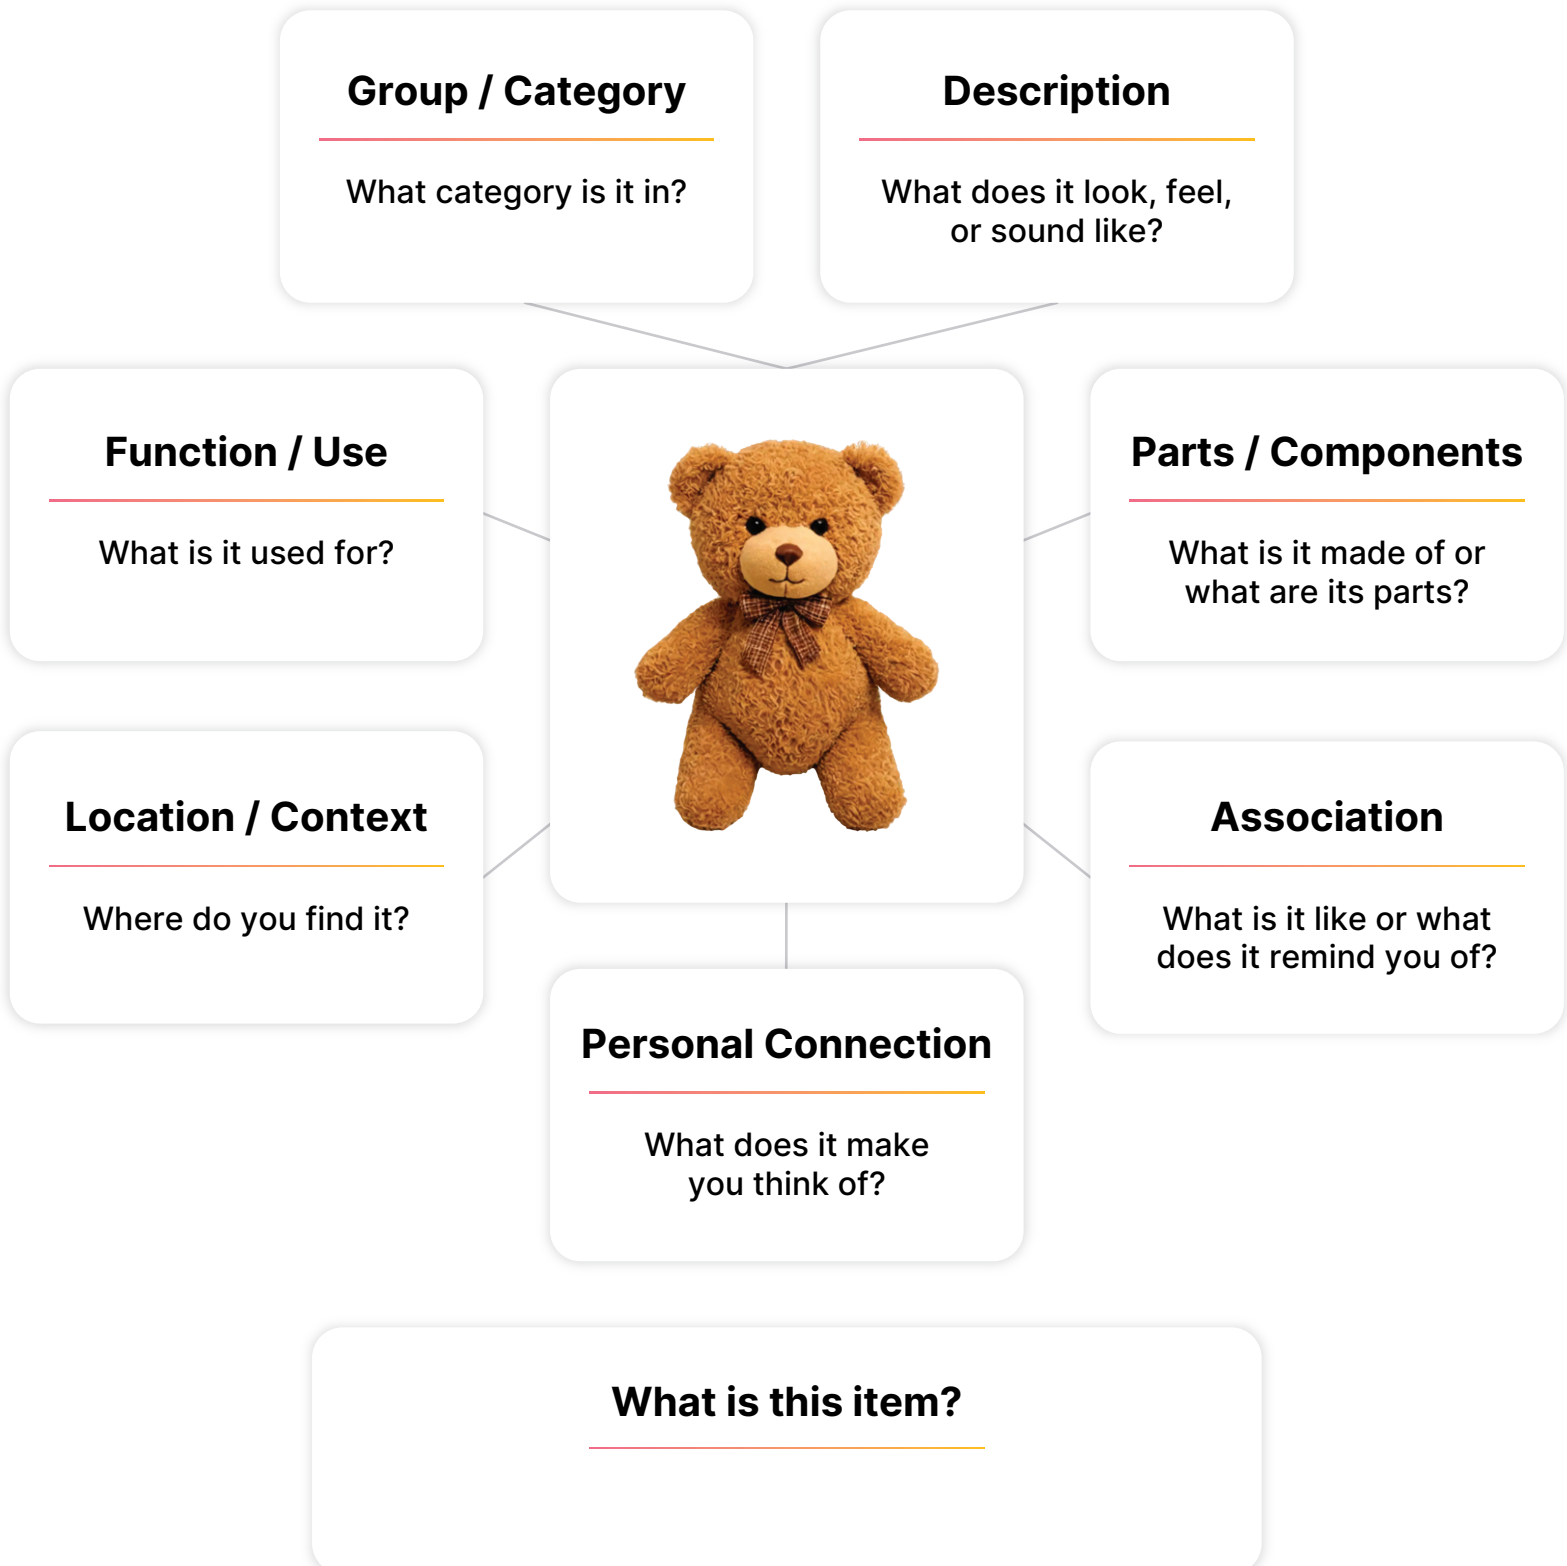 Group / Category
What category is it in?
Description
What does it look, feel,
or sound like?
Function / Use
What is it used for?
Parts / Components
What is it made of or
what are its parts?
Location / Context
Where do you find it?
Association
What is it like or what
does it remind you of?
Personal Connection
What does it make
you think of?
What is this item?